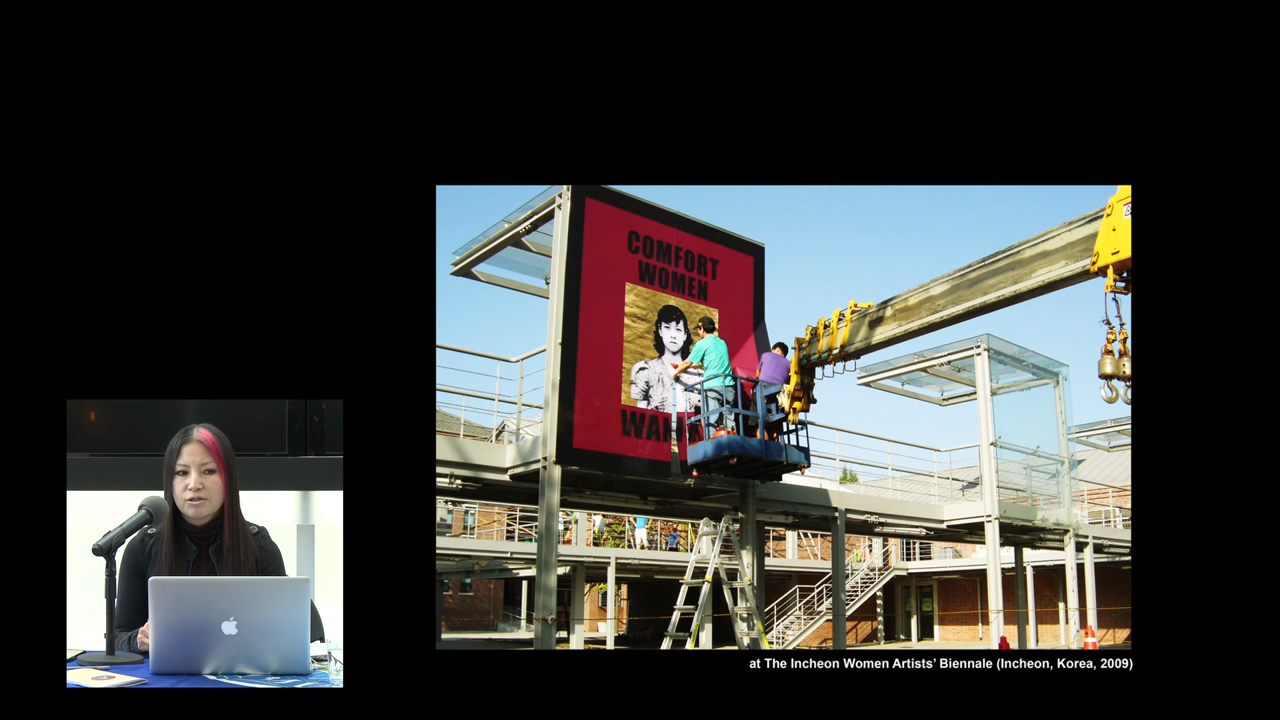 COMFORT
WOMEN
at The Incheon Women Artists' Biennale (Incheon, Korea, 2009)